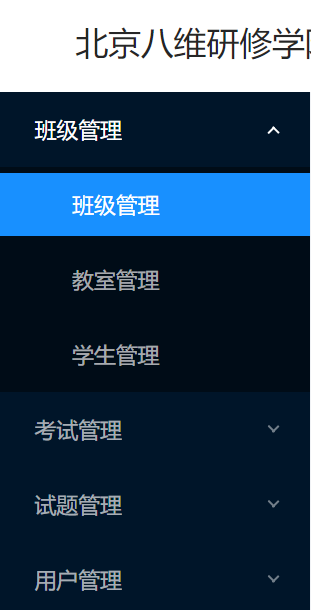 北京八维研修学院
班级管理
班级管理
教室管理
学生管理
考试管理
试题管理
用户管理